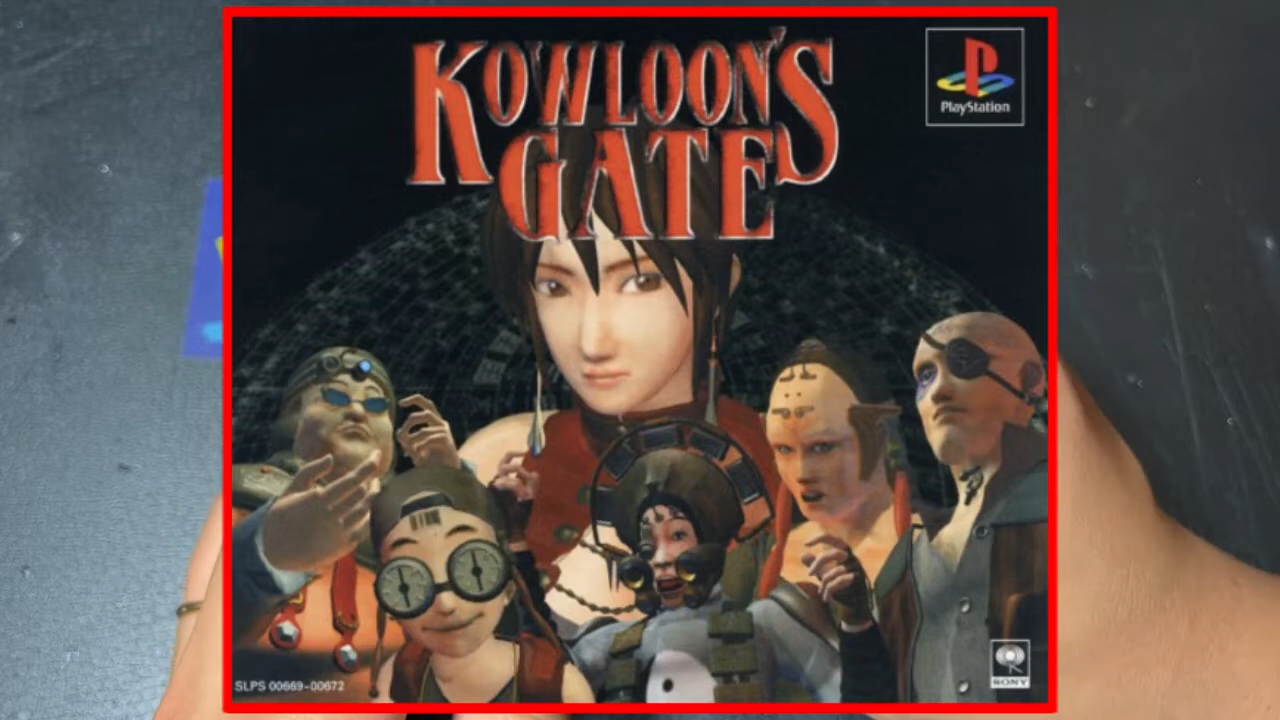 KOWLOON'S
GATE
PlayStation
SLPS 00669-00672
SONY